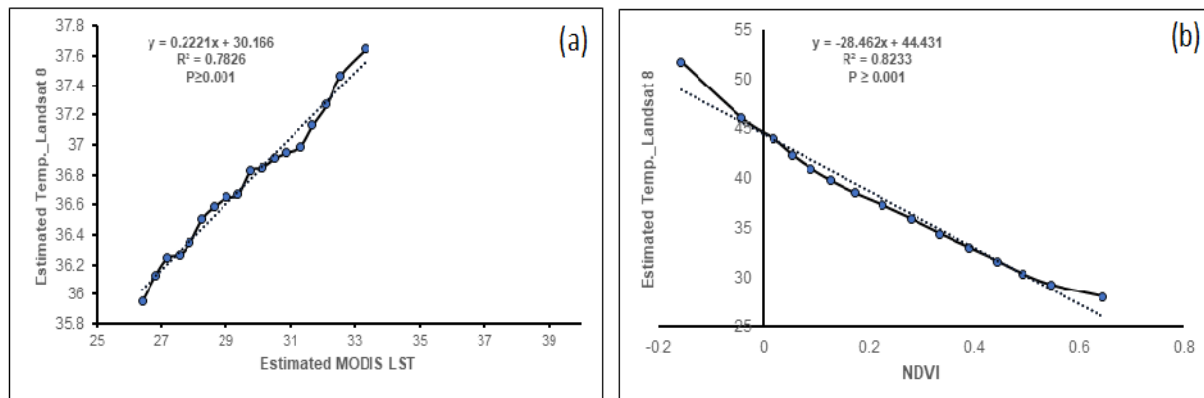 (a)
y = 0.2221x + 30.166
R² = 0.7826
P≥0.001
Estimated Temp._Landsat 8
37.8
37.6
37.4
37.2
37
36.8
36.6
36.4
36.2
36
35.8
25 27 29 31 33 35 37 39
Estimated MODIS LST
(b)
y = -28.462x + 44.431
R² = 0.8233
P ≥ 0.001
Estimated Temp._Landsat 8
55
50
45
40
35
30
25
-0.2 0 0.2 0.4 0.6 0.8
NDVI